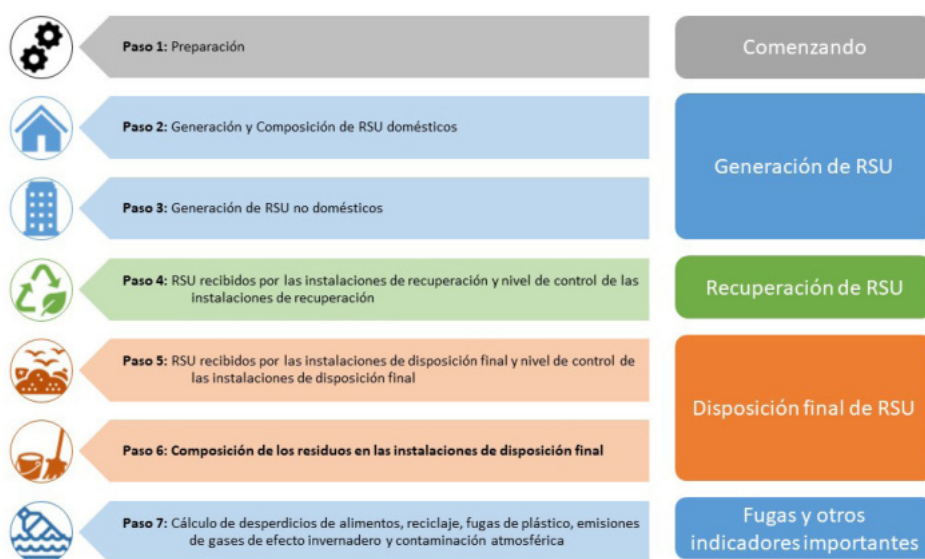 Paso 1: Preparación
Comenzando
Paso 2: Generación y Composición de RSU domésticos
Generación de RSU
Paso 3: Generación de RSU no domésticos
Paso 4: RSU recibidos por las instalaciones de recuperación y nivel de control de las
instalaciones de recuperación
Recuperación de RSU
Paso 5: RSU recibidos por las instalaciones de disposición final y nivel de control de
las instalaciones de disposición final
Disposición final de RSU
Paso 6: Composición de los residuos en las instalaciones de disposición final
Paso 7: Cálculo de desperdicios de alimentos, reciclaje, fugas de plástico, emisiones
de gases de efecto invernadero y contaminación atmosférica
Fugas y otros
indicadores importantes